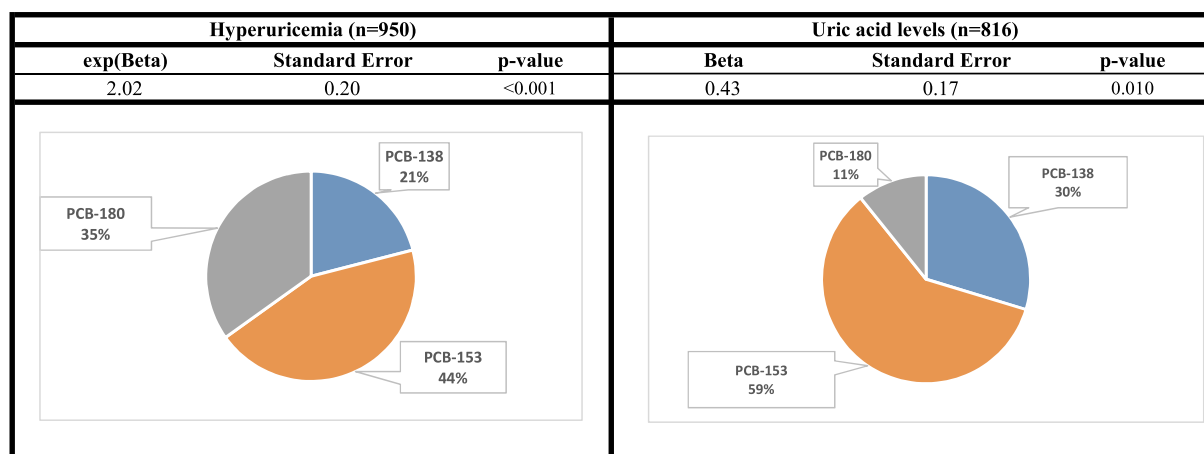 Hyperuricemia (n=950)
exp(Beta) Standard Error p-value
2.02 0.20 <0.001
PCB-138
21%
PCB-180
35%
PCB-153
44%
Uric acid levels (n=816)
Beta Standard Error p-value
0.43 0.17 0.010
PCB-180
11%
PCB-138
30%
PCB-153
59%